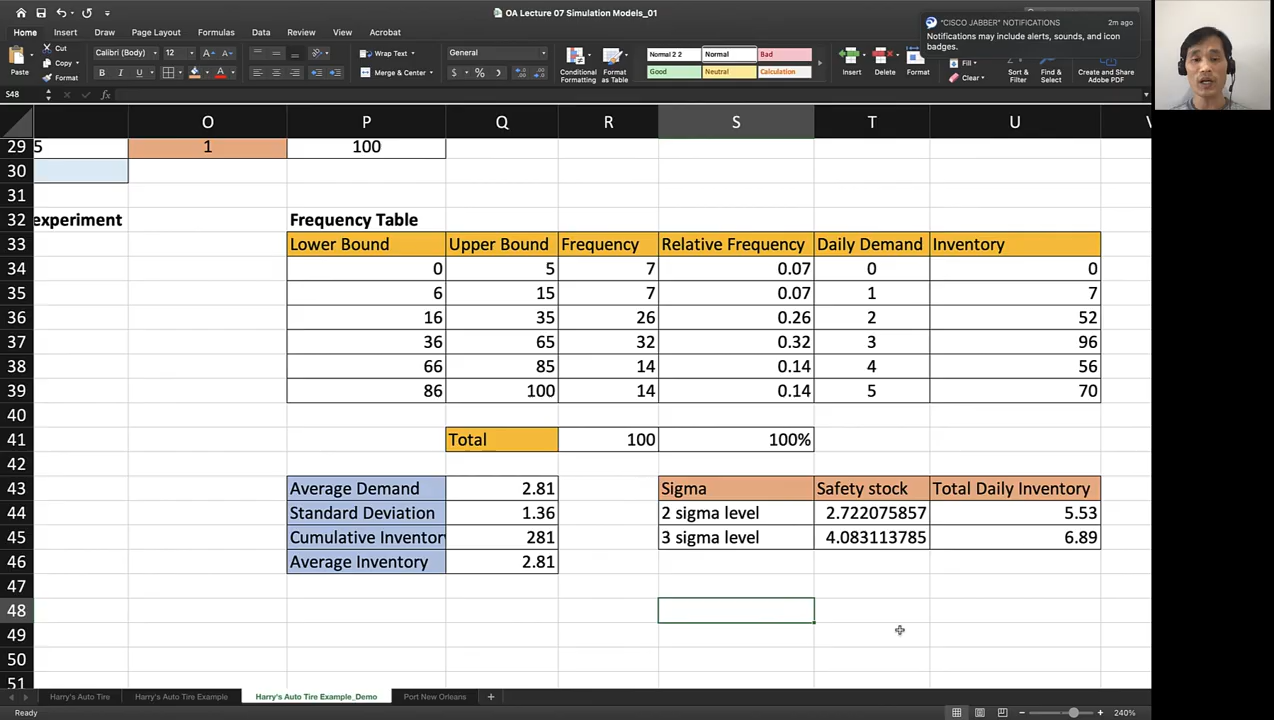 OA Lecture 07 Simulation Models_01
"CISCO JABBER" NOTIFICATIONS 2m ago
Notifications may include alerts, sounds, and icon
badges.
Home Insert Draw Page Layout Formulas Data Review View Acrobat
Paste
Cut
Copy
Format
Calibri (Body) 12
B I U
Wrap Text
Merge & Center
General
$ % 
Conditional
Formatting
Format
as Table
Normal 2 2 Normal Bad
Good Neutral Calculation
Insert Delete Format
Fill
Clear
Sort &
Filter
Find &
Select
Create and Share
Adobe PDF
S48 fx
O P Q R S T U
29 5 1 100
30
31
32 experiment Frequency Table
33 Lower Bound Upper Bound Frequency Relative Frequency Daily Demand Inventory
34 0 5 7 0.07 0 0
35 6 15 7 0.07 1 7
36 16 35 26 0.26 2 52
37 36 65 32 0.32 3 96
38 66 85 14 0.14 4 56
39 86 100 14 0.14 5 70
40
41 Total 100 100%
42
43 Average Demand 2.81 Sigma Safety stock Total Daily Inventory
44 Standard Deviation 1.36 2 sigma level 2.722075857 5.53
45 Cumulative Inventor 281 3 sigma level 4.083113785 6.89
46 Average Inventory 2.81
47
48
49
50
51
Harry's Auto Tire Harry's Auto Tire Example Harry's Auto Tire Example_Demo Port New Orleans +
Ready 240%